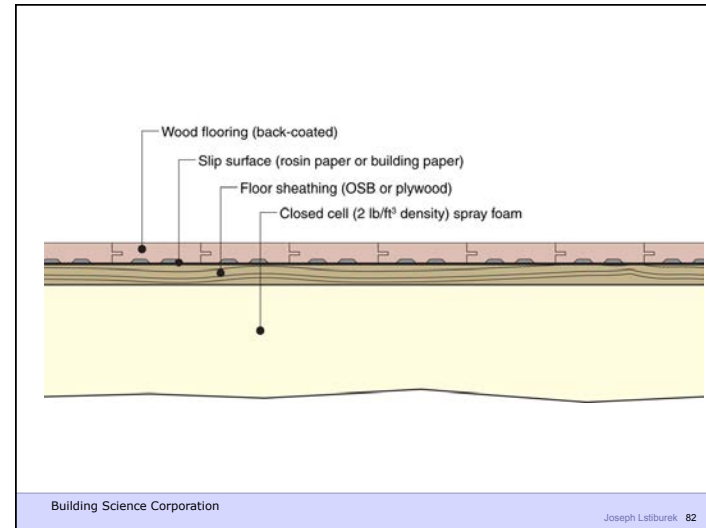 Wood flooring (back-coated)
Slip surface (rosin paper or building paper)
Floor sheathing (OSB or plywood)
Closed cell (2 lb/ft³ density) spray foam
Building Science Corporation
Joseph Lstiburek 82